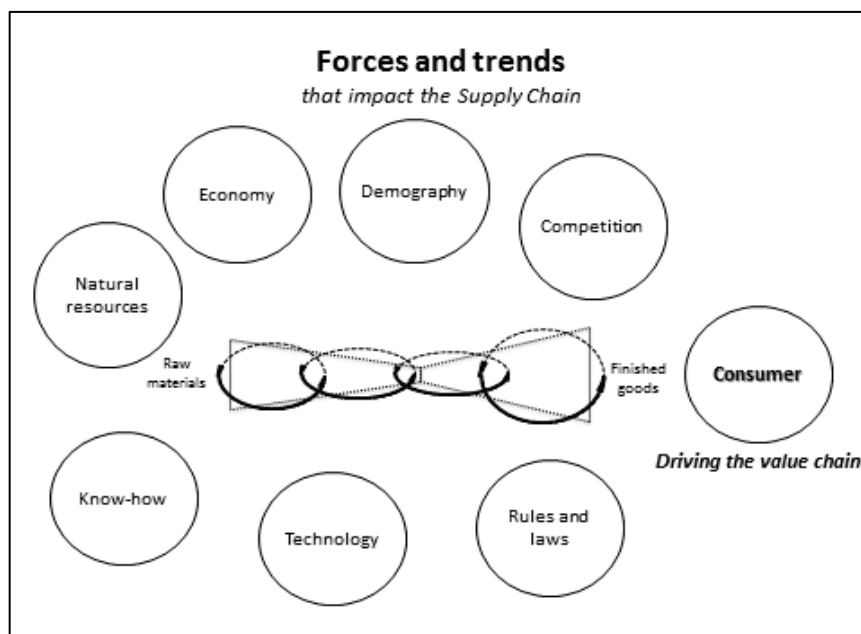 Forces and trends
that impact the Supply Chain
Economy
Demography
Competition
Natural
resources
Raw
materials
Finished
goods
Consumer
Driving the value chain
Know-how
Technology
Rules and
laws